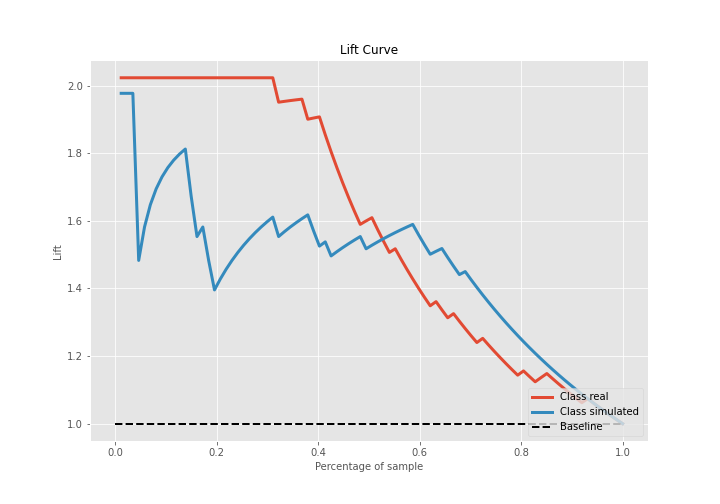 Lift Curve
2.0
1.8
1.6
1.4
1.2
1.0
Lift
0.0 0.2 0.4 0.6 0.8 1.0
Percentage of sample
Class real
Class simulated
Baseline